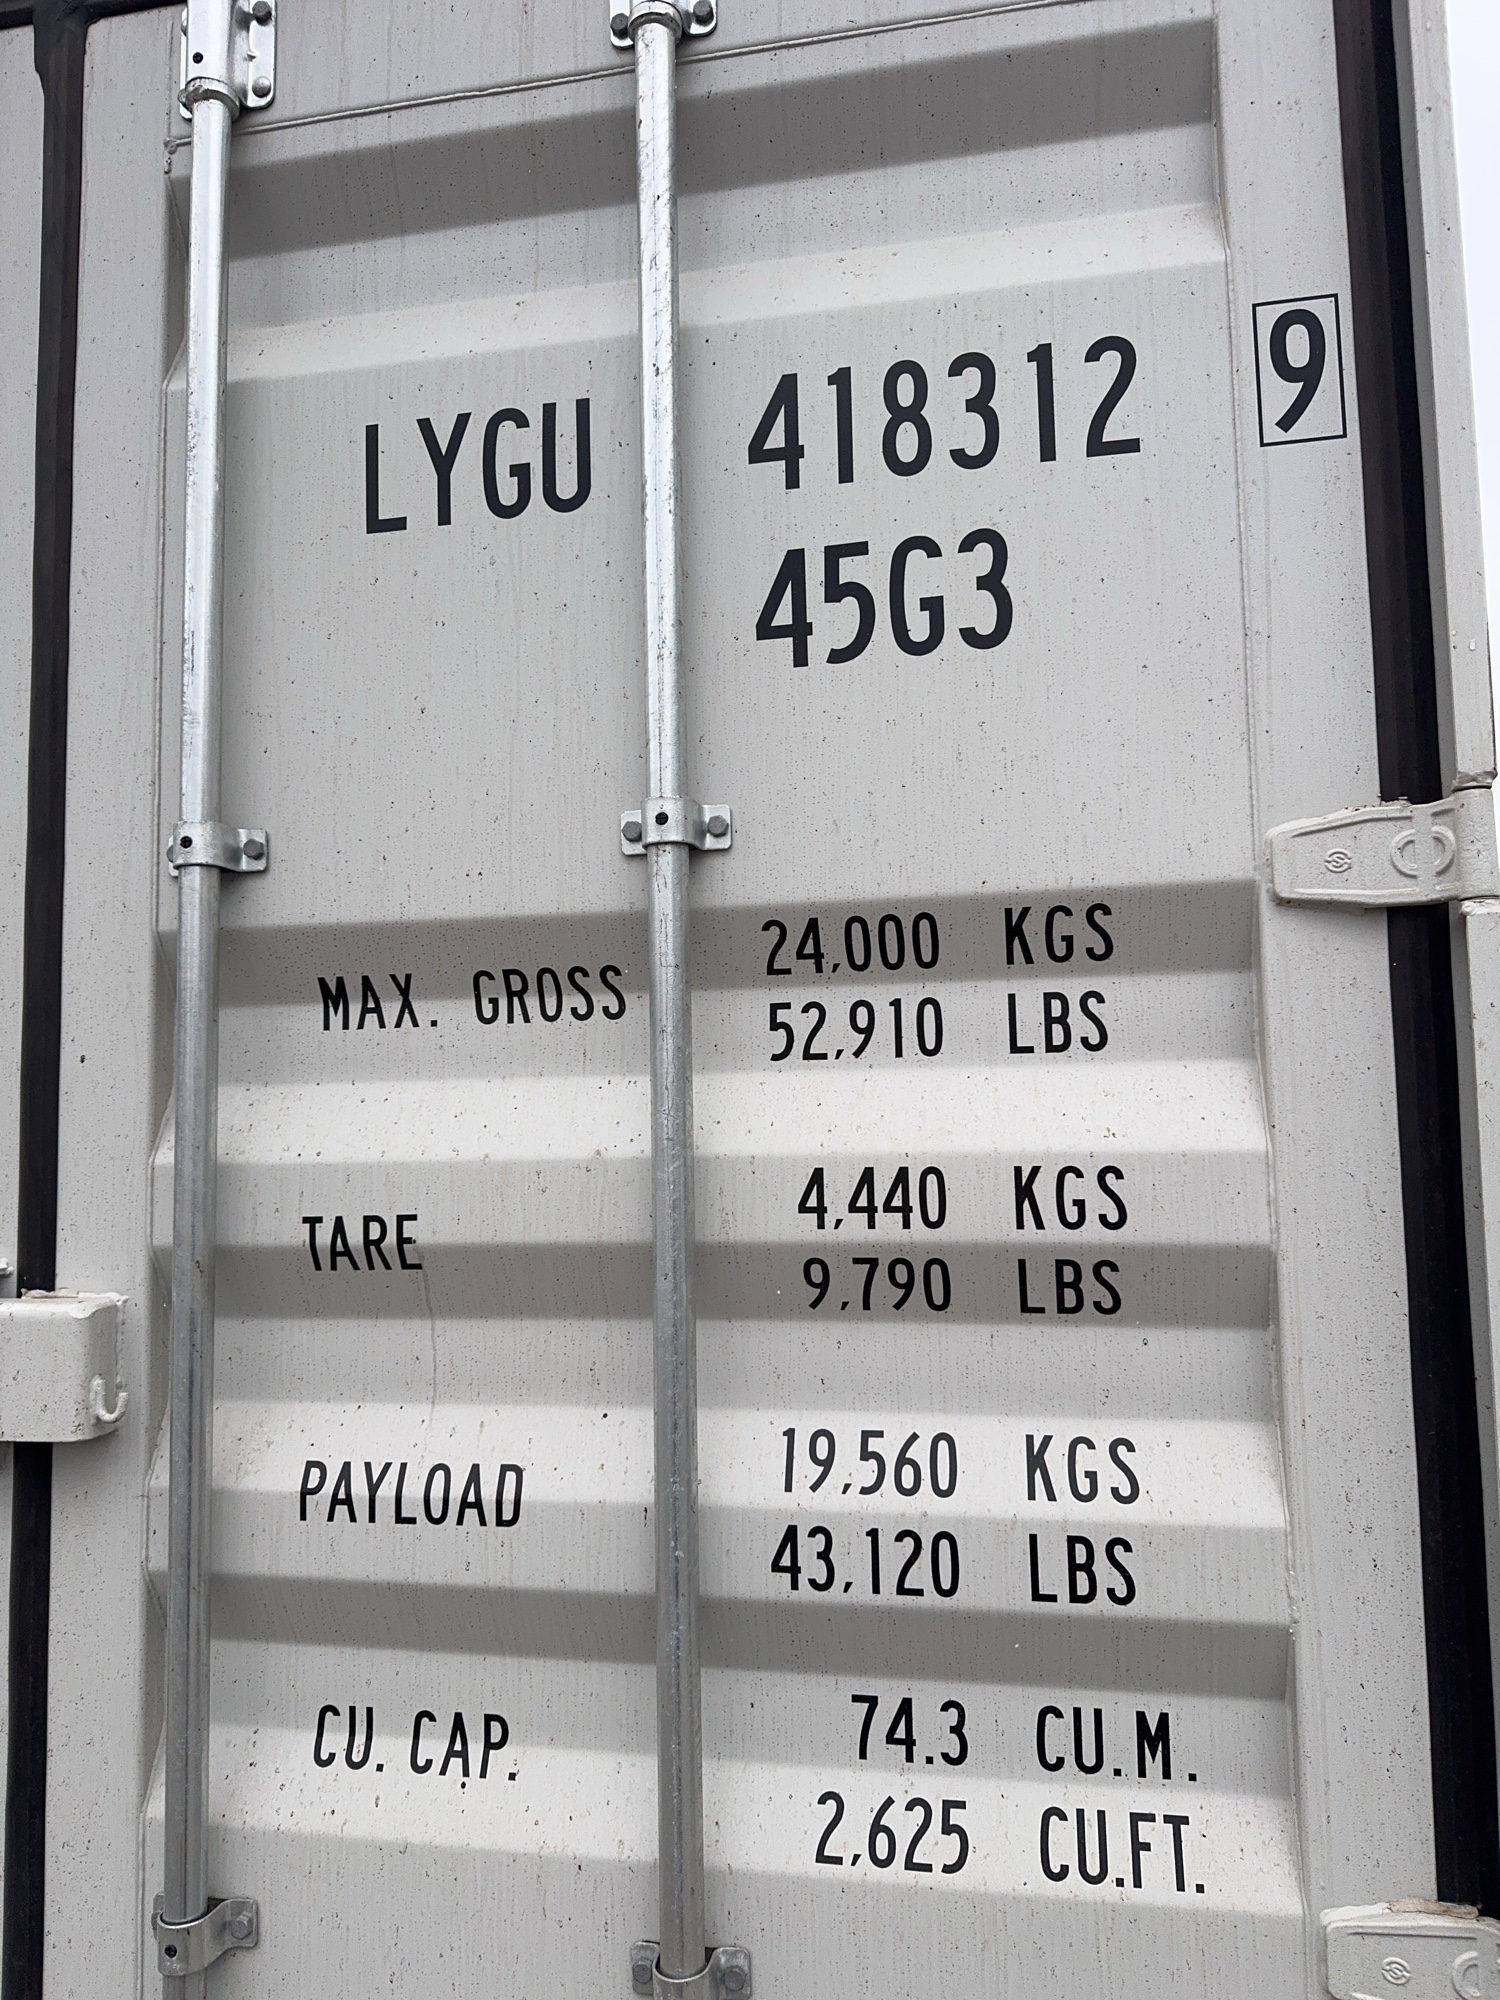 LYGU 418312 9
45G3
MAX. GROSS 24,000 KGS
52,910 LBS
TARE 4,440 KGS
9,790 LBS
PAYLOAD 19,560 KGS
43,120 LBS
CU. CAP. 74.3 CU.M.
2,625 CU.FT.